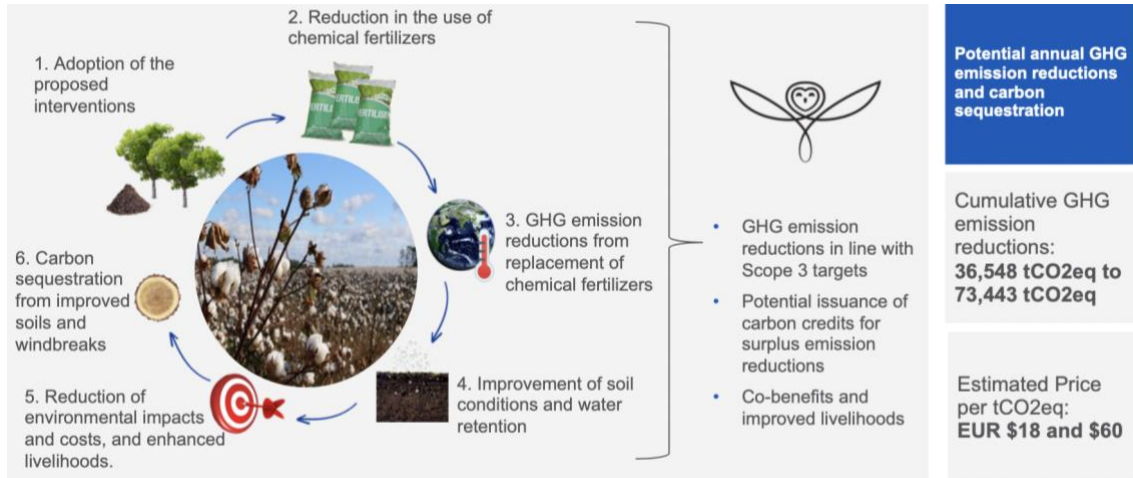 1. Adoption of the
proposed
interventions
2. Reduction in the use of
chemical fertilizers
3. GHG emission
reductions from
replacement of
chemical fertilizers
4. Improvement of soil
conditions and water
retention
5. Reduction of
environmental impacts
and costs, and enhanced
livelihoods.
6. Carbon
sequestration
from improved
soils and
windbreaks
• GHG emission
reductions in line with
Scope 3 targets
• Potential issuance of
carbon credits for
surplus emission
reductions
• Co-benefits and
improved livelihoods
Potential annual GHG
emission reductions
and carbon
sequestration
Cumulative GHG
emission
reductions:
36,548 tCO2eq to
73,443 tCO2eq
Estimated Price
per tCO2eq:
EUR $18 and $60